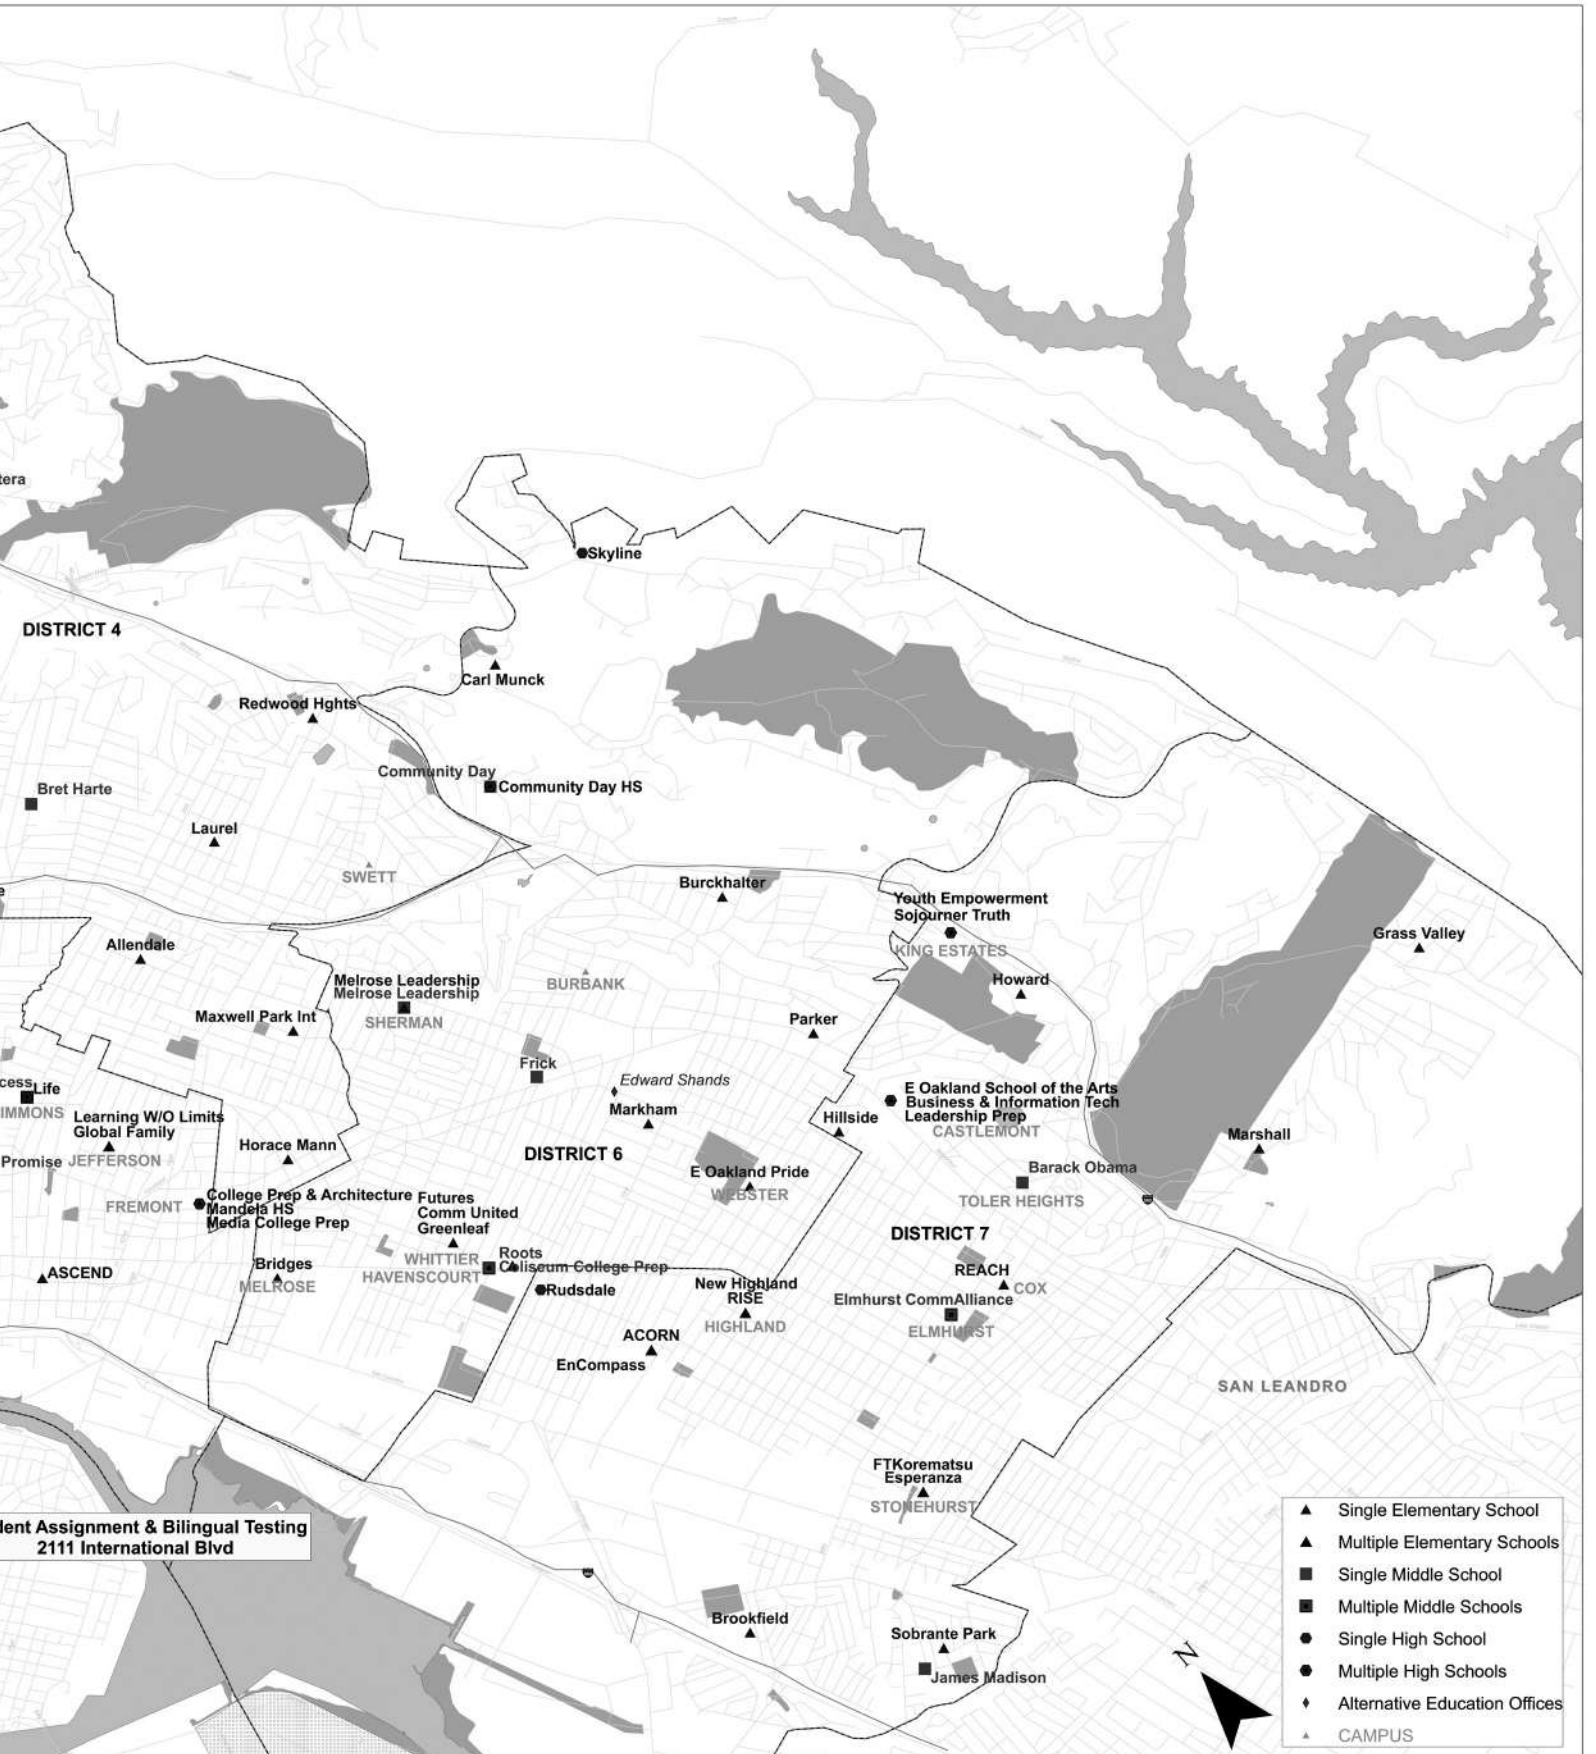 tera
Skyline
DISTRICT 4
Carl Munck
Redwood Hghts
Community Day
Community Day HS
Bret Harte
Laurel
SWETT
Burckhalter
Youth Empowerment
Sojourner Truth
KING ESTATES
Grass Valley
Allendale
Melrose Leadership
Melrose Leadership
SHERMAN
BURBANK
Howard
Maxwell Park Int
Parker
Frick
Edward Shands
Markham
cess
Life
IMMONS
Learning W/O Limits
Global Family
JEFFERSON
Promise
E Oakland School of the Arts
Business & Information Tech
Leadership Prep
CASTLEMONT
Hillside
Marshall
Horace Mann
DISTRICT 6
E Oakland Pride
WEBSTER
Barack Obama
TOLER HEIGHTS
FREMONT
College Prep & Architecture
Mandela HS
Media College Prep
Futures
Comm United
Greenleaf
DISTRICT 7
WHITTIER
HAVENSCOURT
Roots
Coliseum College Prep
ASCEND
Bridges
MELROSE
Rudsdale
New Highland
RISE
HIGHLAND
REACH
COX
Elmhurst CommAlliance
ELMHURST
ACORN
EnCompass
SAN LEANDRO
FTKorematsu
Esperanza
STONEHURST
dent Assignment & Bilingual Testing
2111 International Blvd
Brookfield
Sobrante Park
James Madison
N
Single Elementary School
Multiple Elementary Schools
Single Middle School
Multiple Middle Schools
Single High School
Multiple High Schools
Alternative Education Offices
CAMPUS